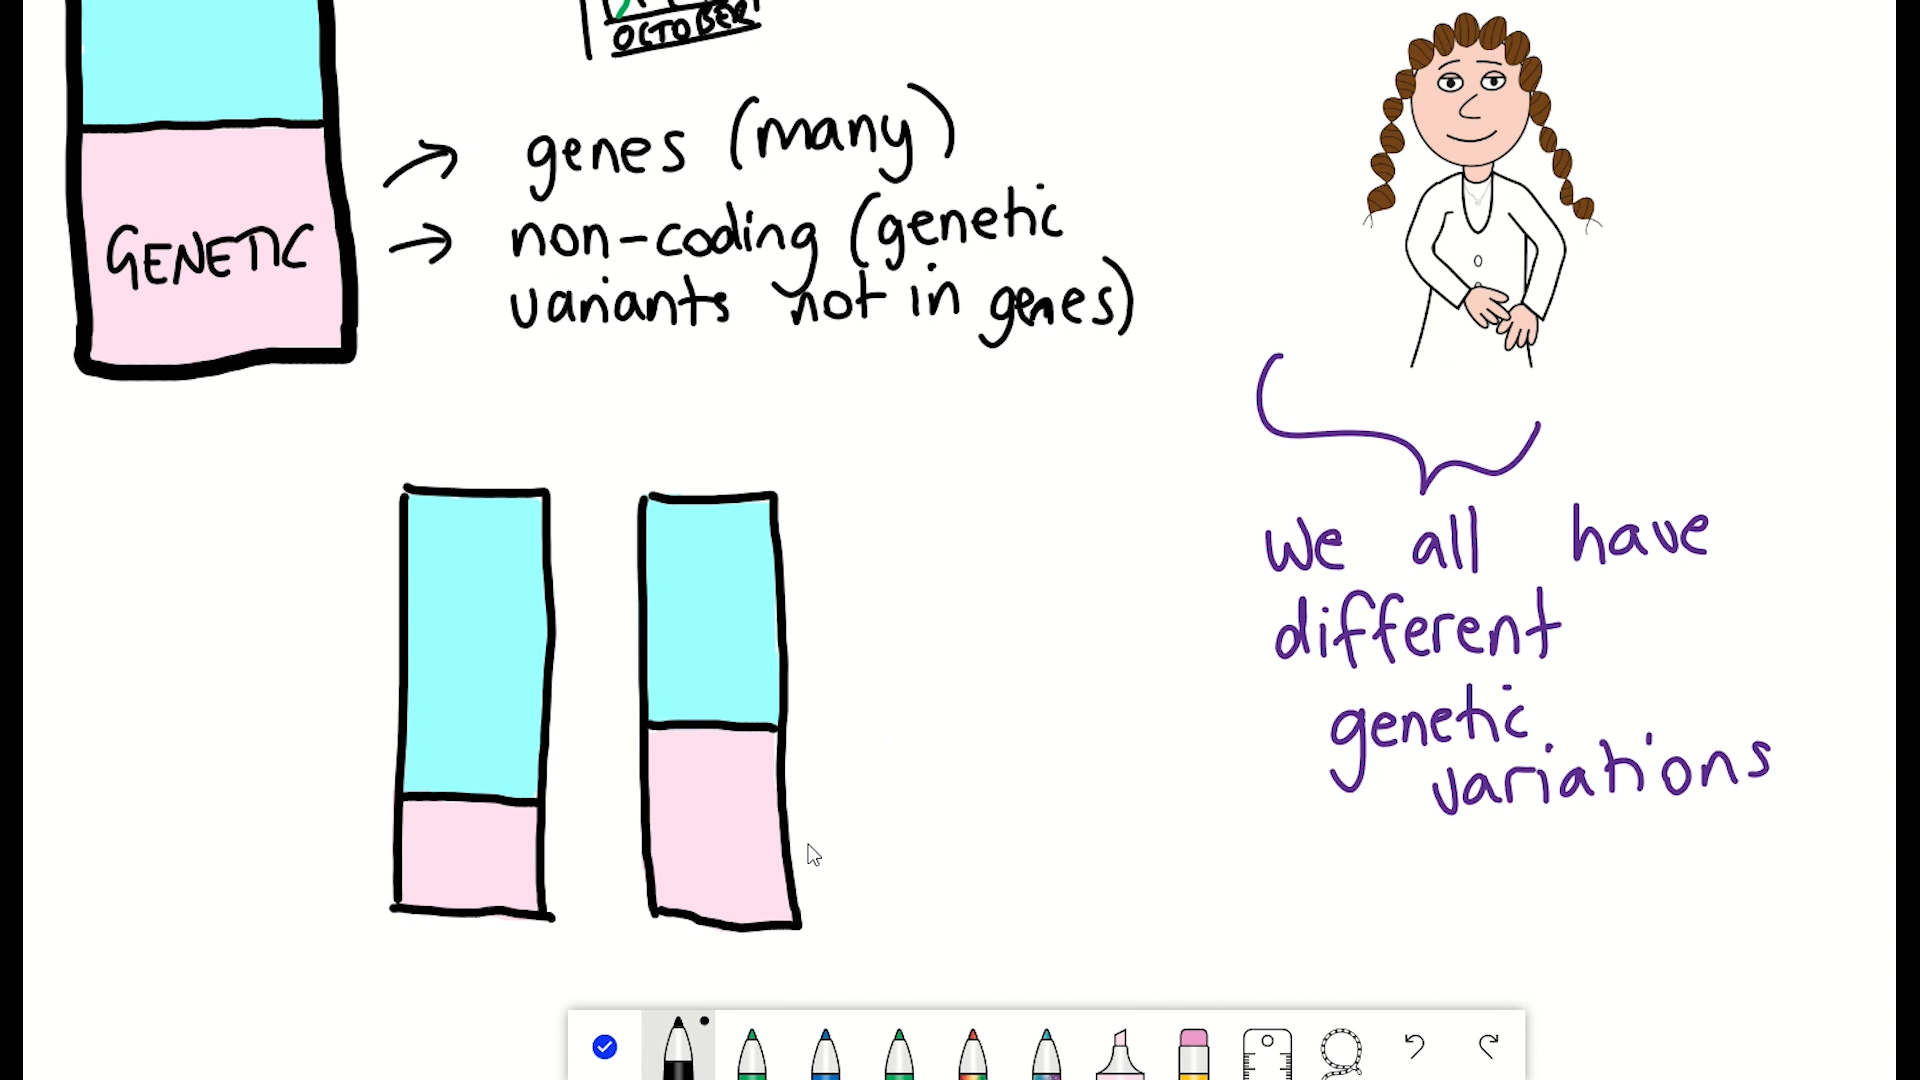 OCTOBER
genes (many)
GENETIC
non-coding (genetic
variants not in genes)
We all have
different
genetic
variations